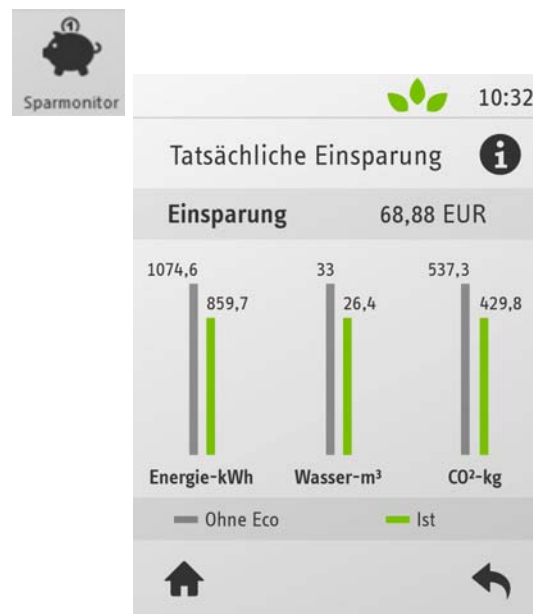 1
Sparmonitor
10:32
Tatsächliche Einsparung i
Einsparung 68,88 EUR
1074,6 33 537,3
859,7 26,4 429,8
Energie-kWh Wasser-m³ CO²-kg
Ohne Eco Ist